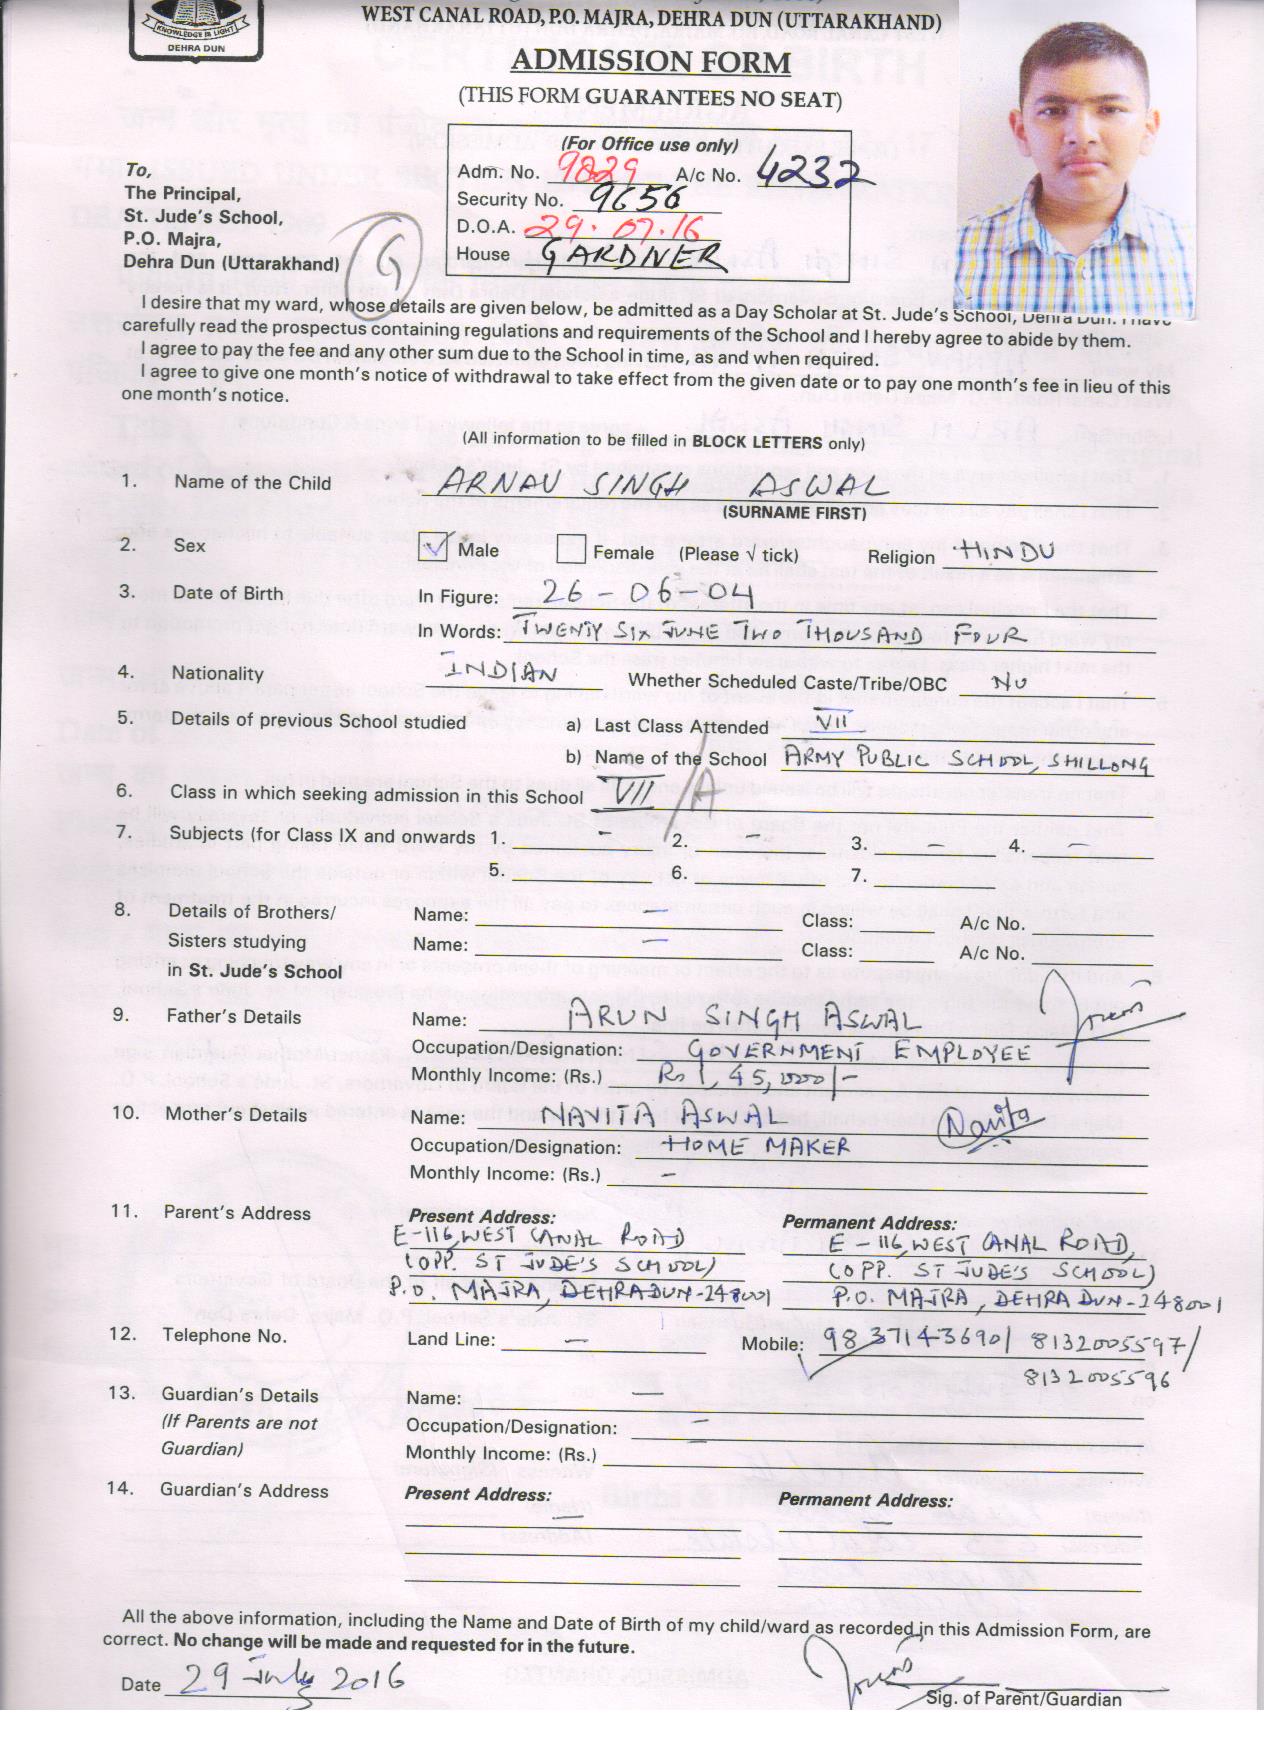 KNOWLEDGE IS LIGHT
DEHRA DUN
WEST CANAL ROAD, P.O. MAJRA, DEHRA DUN (UTTARAKHAND)
ADMISSION FORM
(THIS FORM GUARANTEES NO SEAT)
(For Office use only)
Adm. No. 9829 A/c No. 4232
Security No. 9656
D.O.A. 29.07.16
House GARDNER
To,
The Principal,
St. Jude's School,
P.O. Majra,
Dehra Dun (Uttarakhand)
I desire that my ward, whose details are given below, be admitted as a Day Scholar at St. Jude's School, Dehra Dun. I have
carefully read the prospectus containing regulations and requirements of the School and I hereby agree to abide by them.
I agree to pay the fee and any other sum due to the School in time, as and when required.
I agree to give one month's notice of withdrawal to take effect from the given date or to pay one month's fee in lieu of this
one month's notice.
(All information to be filled in BLOCK LETTERS only)
1. Name of the Child ARNAV SINGH ASWAL
(SURNAME FIRST)
2. Sex Male Female (Please √ tick) Religion HINDU
3. Date of Birth In Figure: 26-06-04
In Words: TWENTY SIX JUNE TWO THOUSAND FOUR
4. Nationality INDIAN Whether Scheduled Caste/Tribe/OBC NO
5. Details of previous School studied a) Last Class Attended VII
b) Name of the School ARMY PUBLIC SCHOOL, SHILLONG
6. Class in which seeking admission in this School VII/A
7. Subjects (for Class IX and onwards 1. - 2. - 3. - 4. -
5. 6. 7.
8. Details of Brothers/ Name: - Class: A/c No.
Sisters studying Name: - Class: A/c No.
in St. Jude's School
9. Father's Details Name: ARUN SINGH ASWAL
Occupation/Designation: GOVERNMENT EMPLOYEE
Monthly Income: (Rs.) Rs 1,45,000/-
10. Mother's Details Name: NAVITA ASWAL Navita
Occupation/Designation: HOME MAKER
Monthly Income: (Rs.) -
11. Parent's Address Present Address: Permanent Address:
E-116, WEST CANAL ROAD E-116, WEST CANAL ROAD,
(OPP. ST JUDE'S SCHOOL) (OPP. ST JUDE'S SCHOOL)
P.O. MAJRA, DEHRADUN-248001 P.O. MAJRA, DEHRADUN-248001
12. Telephone No. Land Line: - Mobile: 9837143690/ 8132005597/
8132005596
13. Guardian's Details Name: -
(If Parents are not Occupation/Designation: -
Guardian) Monthly Income: (Rs.) -
14. Guardian's Address Present Address: Permanent Address:
All the above information, including the Name and Date of Birth of my child/ward as recorded in this Admission Form, are
correct. No change will be made and requested for in the future.
Date 29 July 2016
Sig. of Parent/Guardian